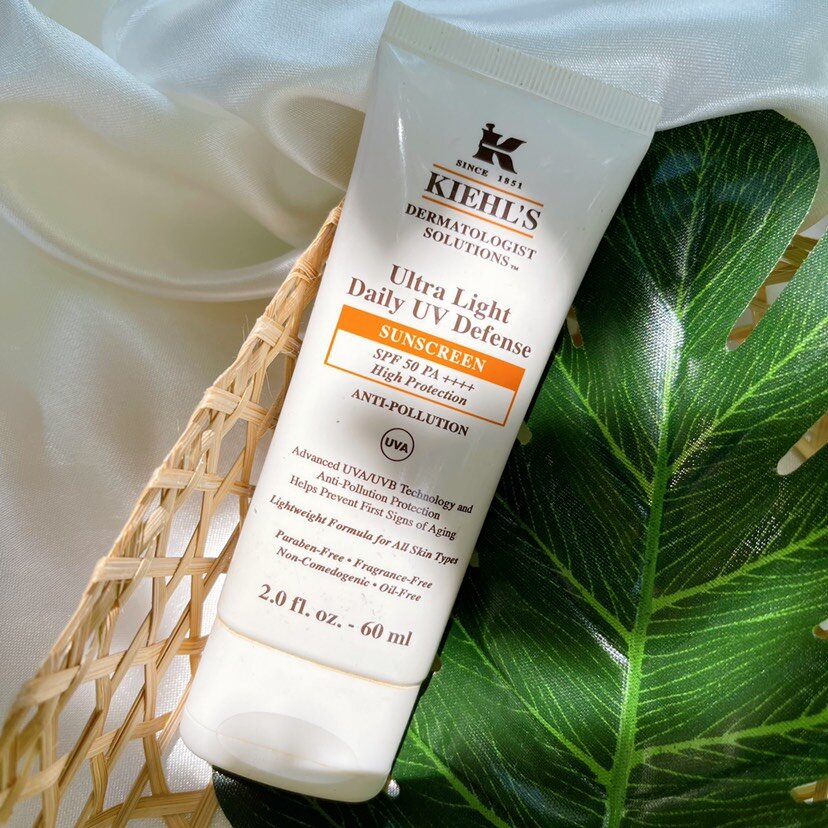 K
SINCE 1851
KIEHL'S
DERMATOLOGIST
SOLUTIONS™
Ultra Light
Daily UV Defense
SUNSCREEN
SPF 50 PA ++++
High Protection
ANTI-POLLUTION
UVA
Advanced UVA/UVB Technology and
Anti-Pollution Protection
Helps Prevent First Signs of Aging
Lightweight Formula for All Skin Types
Paraben-Free • Fragrance-Free
Non-Comedogenic • Oil-Free
2.0 fl. oz. - 60 ml